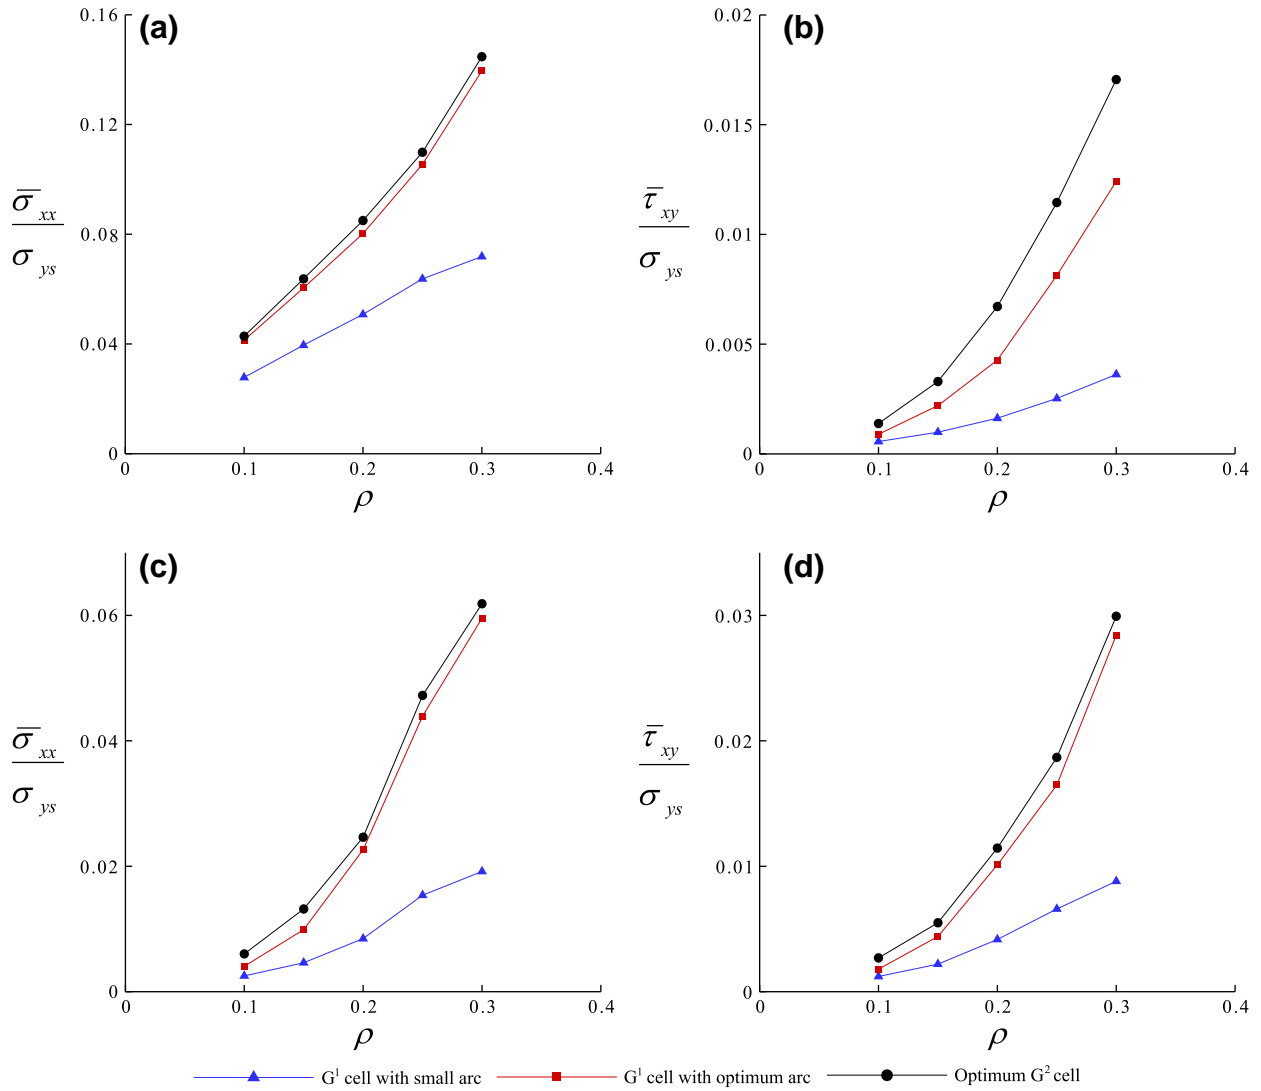 (a)
0.16
0.12
0.08
0.04
0
σ̅ xx
σ ys
0 0.1 0.2 0.3 0.4
ρ
(b)
0.02
0.015
0.01
0.005
0
τ̅ xy
σ ys
0 0.1 0.2 0.3 0.4
ρ
(c)
0.06
0.04
0.02
0
σ̅ xx
σ ys
0 0.1 0.2 0.3 0.4
ρ
(d)
0.03
0.02
0.01
0
τ̅ xy
σ ys
0 0.1 0.2 0.3 0.4
ρ
G¹ cell with small arc G¹ cell with optimum arc Optimum G² cell